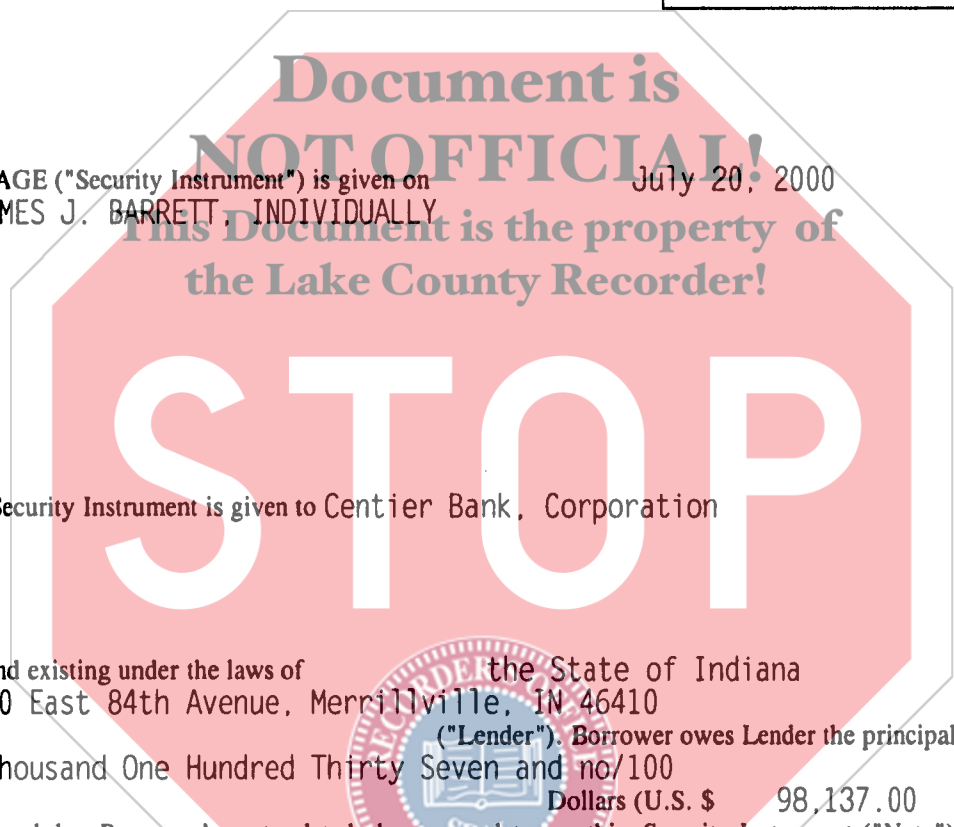 Document is
NOT OFFICIAL!
AGE ("Security Instrument") is given on July 20, 2000
MES J. BARRETT, INDIVIDUALLY
This Document is the property of
the Lake County Recorder!
STOP
Security Instrument is given to Centier Bank, Corporation
nd existing under the laws of the State of Indiana
0 East 84th Avenue, Merrillville, IN 46410
("Lender"). Borrower owes Lender the principal
housand One Hundred Thirty Seven and no/100
Dollars (U.S. $ 98,137.00
RECORDER'S OFFICE